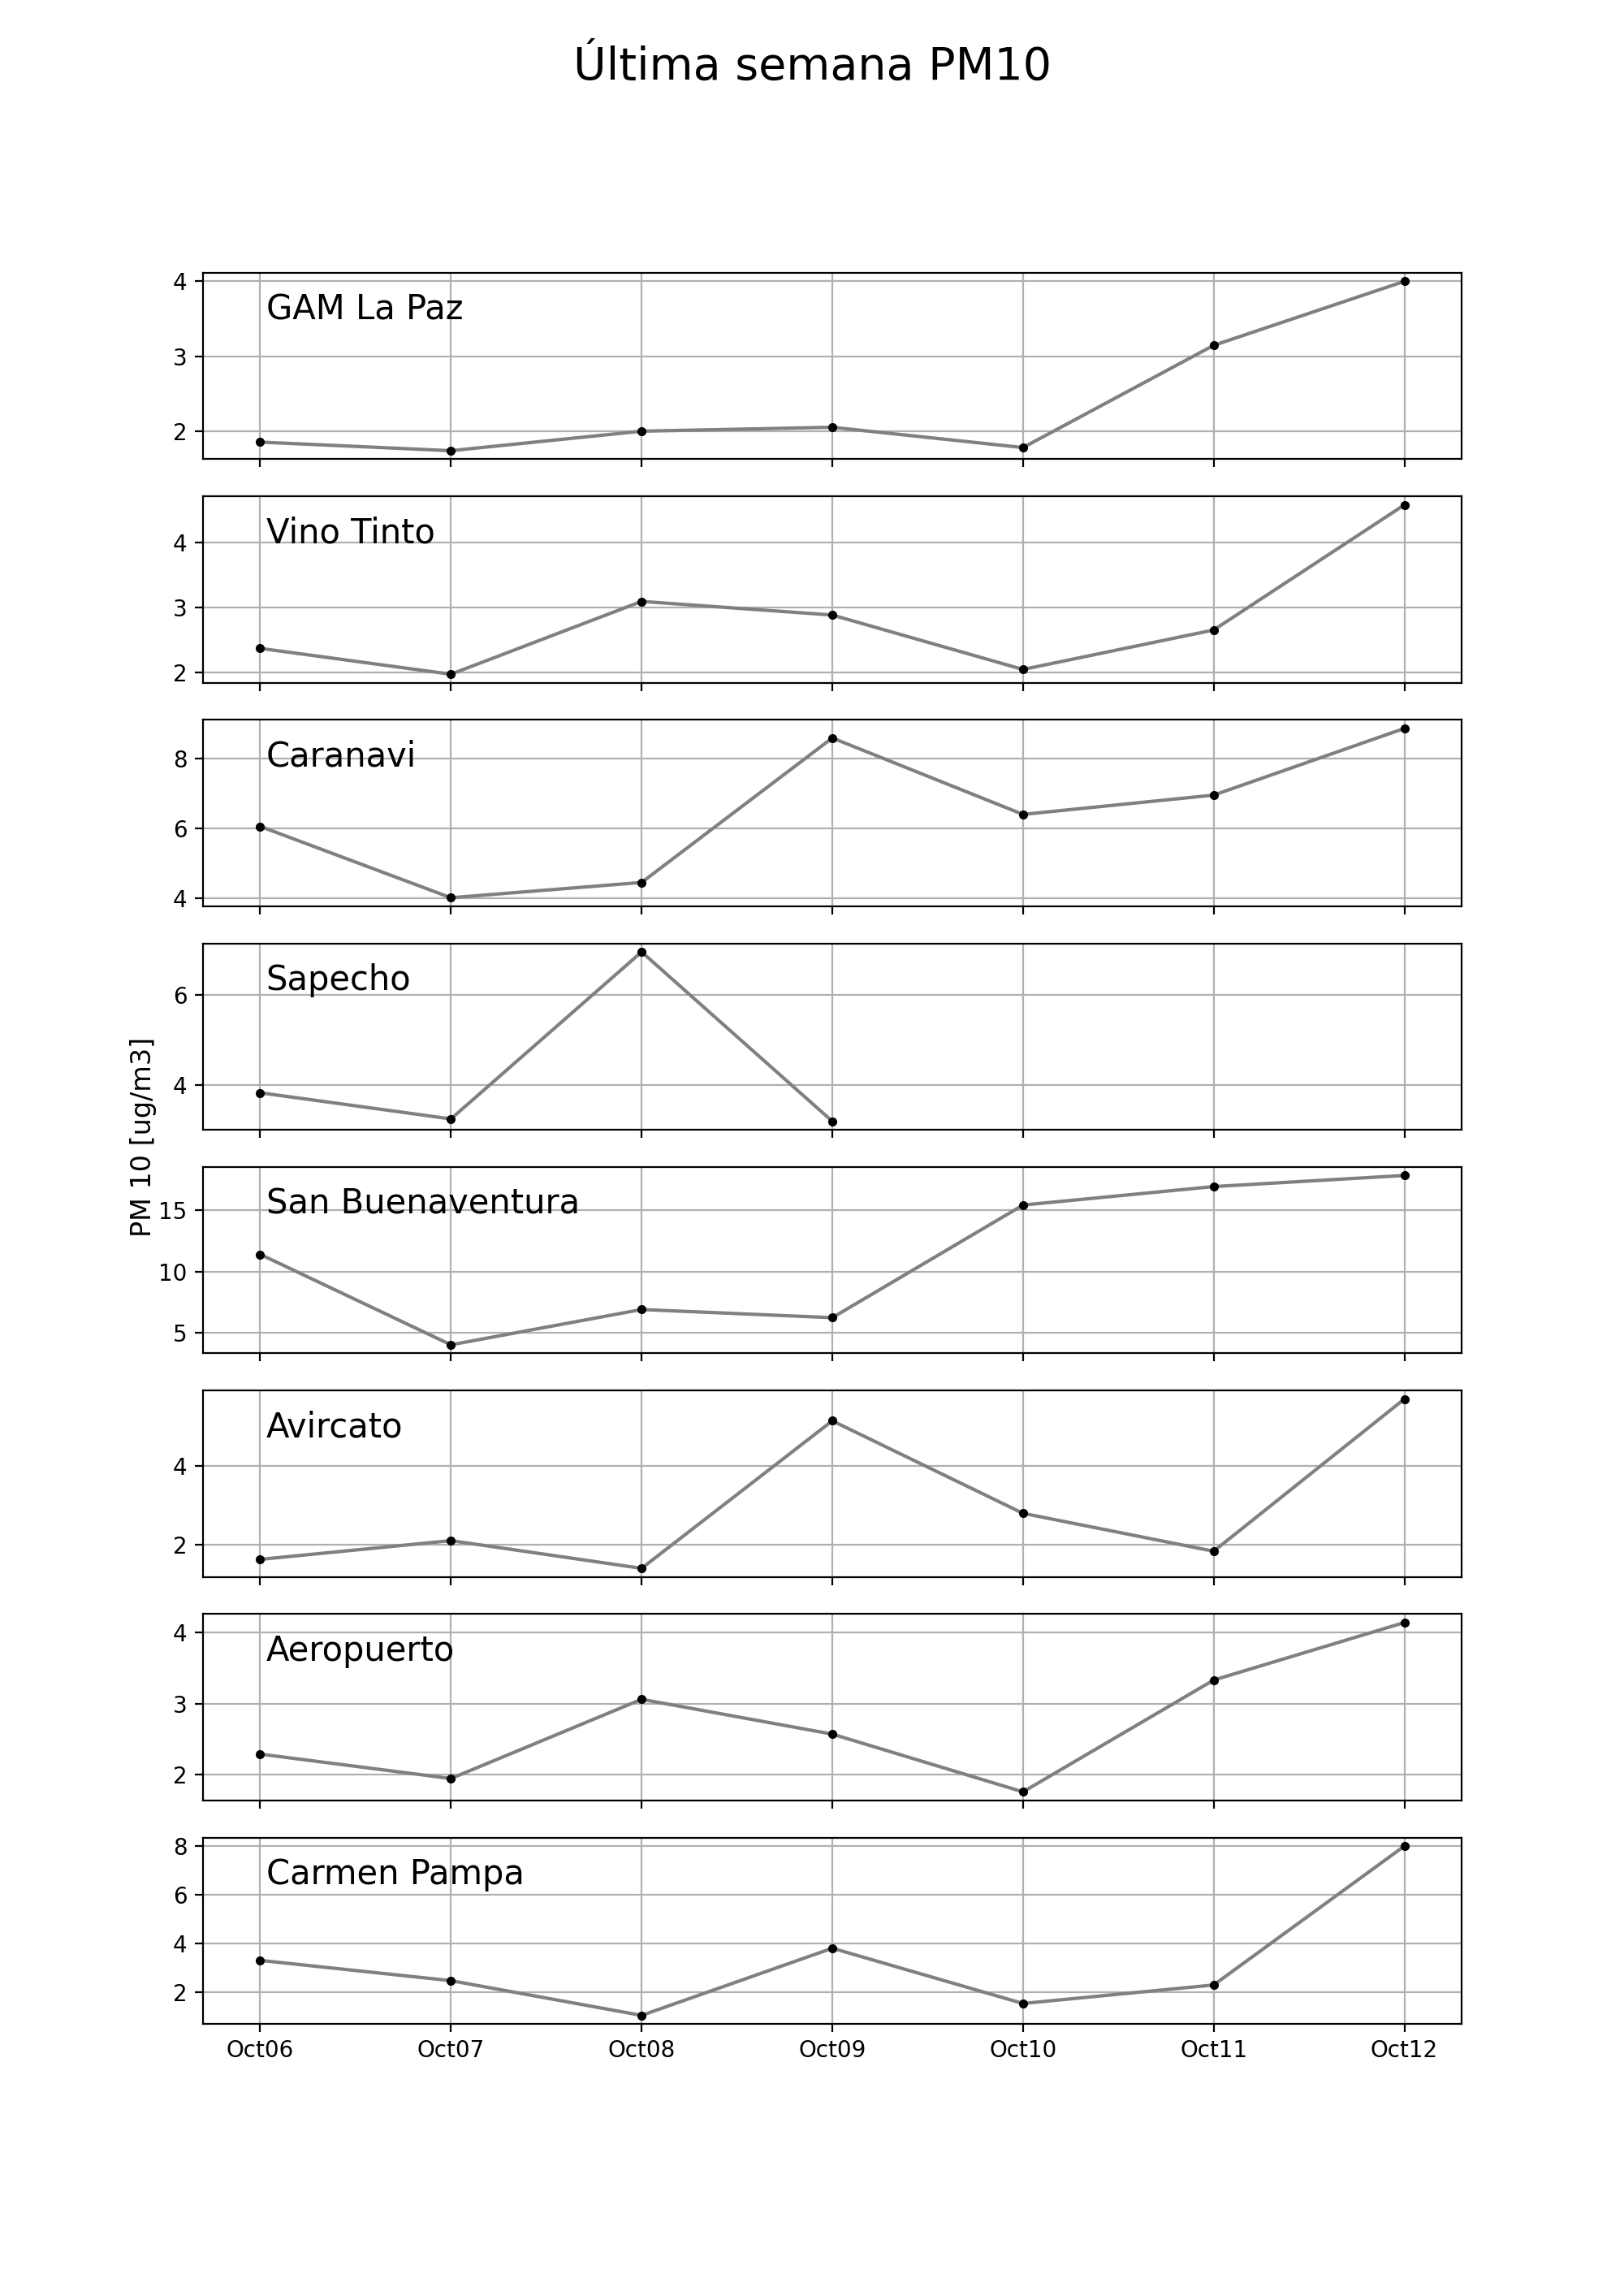 Última semana PM10
4
GAM La Paz
3
2
Vino Tinto
4
3
2
Caranavi
8
6
4
Sapecho
6
4
PM 10 [ug/m3]
San Buenaventura
15
10
5
Avircato
4
2
4
Aeropuerto
3
2
8
Carmen Pampa
6
4
2
Oct06 Oct07 Oct08 Oct09 Oct10 Oct11 Oct12